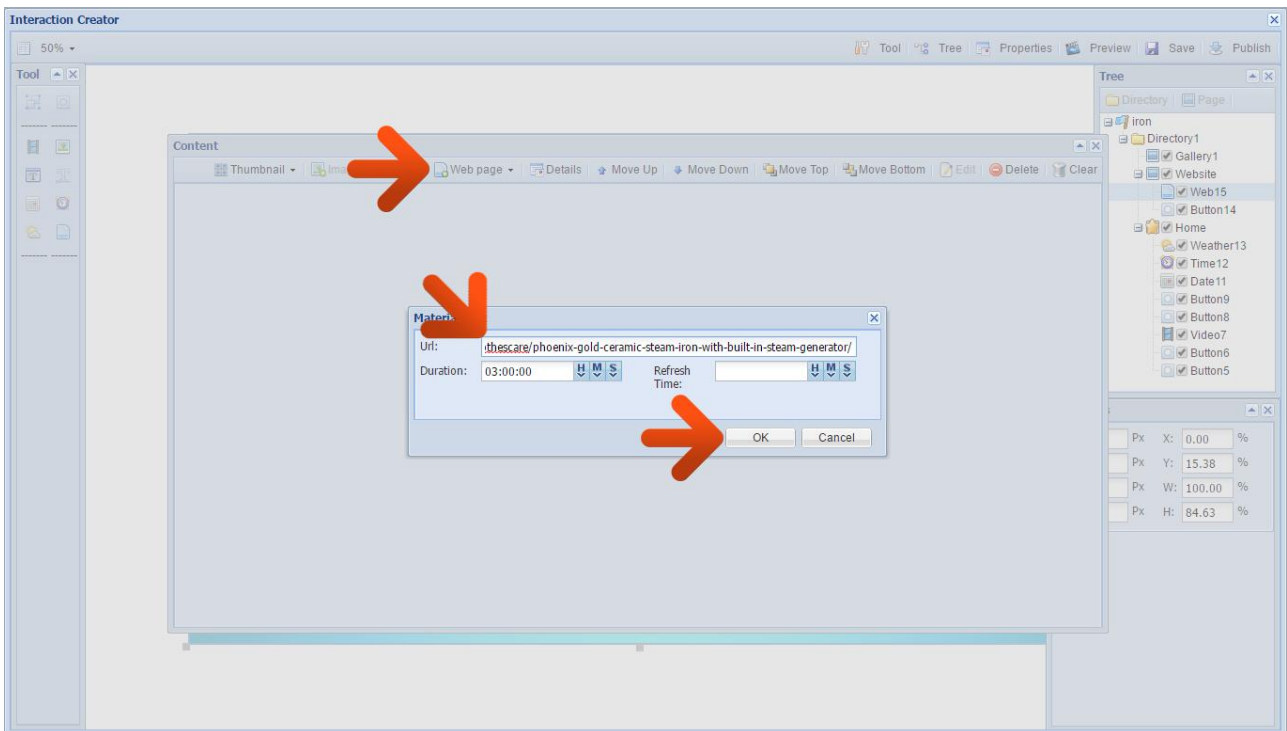 Interaction Creator
50%
Tool Tree Properties Preview Save Publish
Tool
Tree
Directory Page
iron
Directory1
Gallery1
Website
Web15
Button14
Home
Weather13
Time12
Date11
Button9
Button8
Video7
Button6
Button5
Content
Thumbnail Web page Details Move Up Move Down Move Top Move Bottom Edit Delete Clear
Url: thescare/phoenix-gold-ceramic-steam-iron-with-built-in-steam-generator/
Duration: 03:00:00 H M S Refresh Time: H M S
OK Cancel
Px X: 0.00 %
Px Y: 15.38 %
Px W: 100.00 %
Px H: 84.63 %